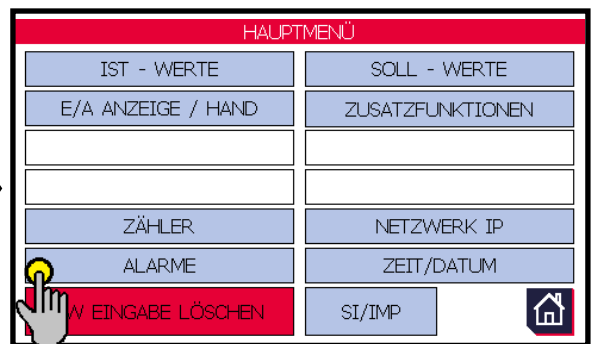 HAUPTMENÜ
IST - WERTE
SOLL - WERTE
E/A ANZEIGE / HAND
ZUSATZFUNKTIONEN
ZÄHLER
NETZWERK IP
ALARME
ZEIT/DATUM
EINGABE LÖSCHEN
SI/IMP